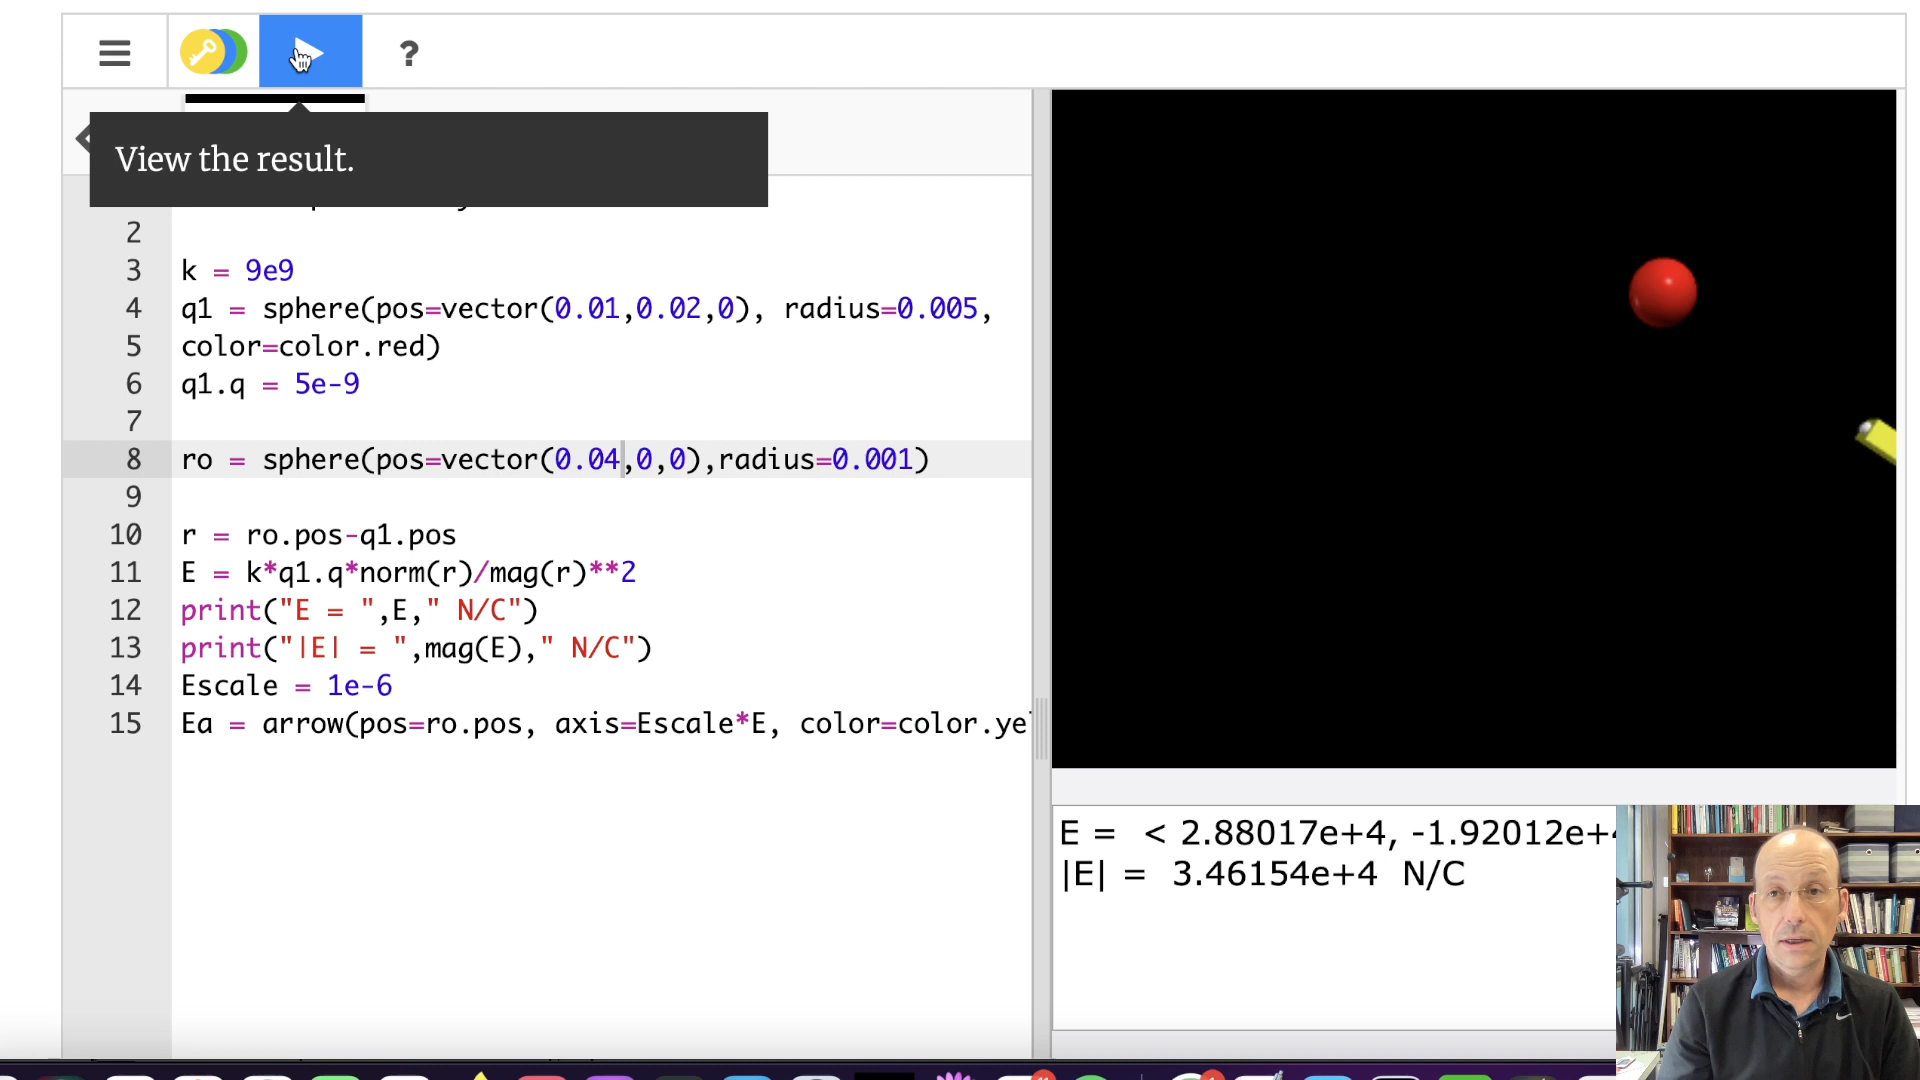 ?
View the result.
2
3 k = 9e9
4 q1 = sphere(pos=vector(0.01,0.02,0), radius=0.005,
5 color=color.red)
6 q1.q = 5e-9
7
8 ro = sphere(pos=vector(0.04,0,0),radius=0.001)
9
10 r = ro.pos-q1.pos
11 E = k*q1.q*norm(r)/mag(r)**2
12 print("E = ",E," N/C")
13 print("|E| = ",mag(E)," N/C")
14 Escale = 1e-6
15 Ea = arrow(pos=ro.pos, axis=Escale*E, color=color.ye
E = < 2.88017e+4, -1.92012e+
|E| = 3.46154e+4 N/C